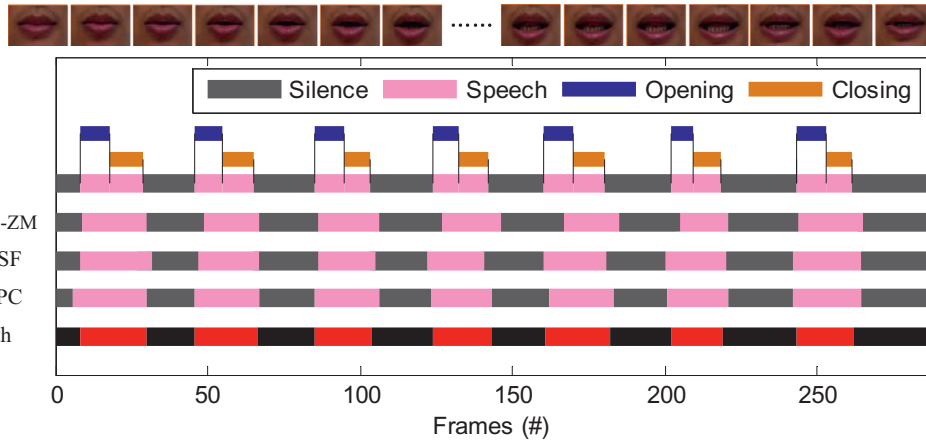 Silence Speech Opening Closing
-ZM
SF
PC
h
0 50 100 150 200 250
Frames (#)